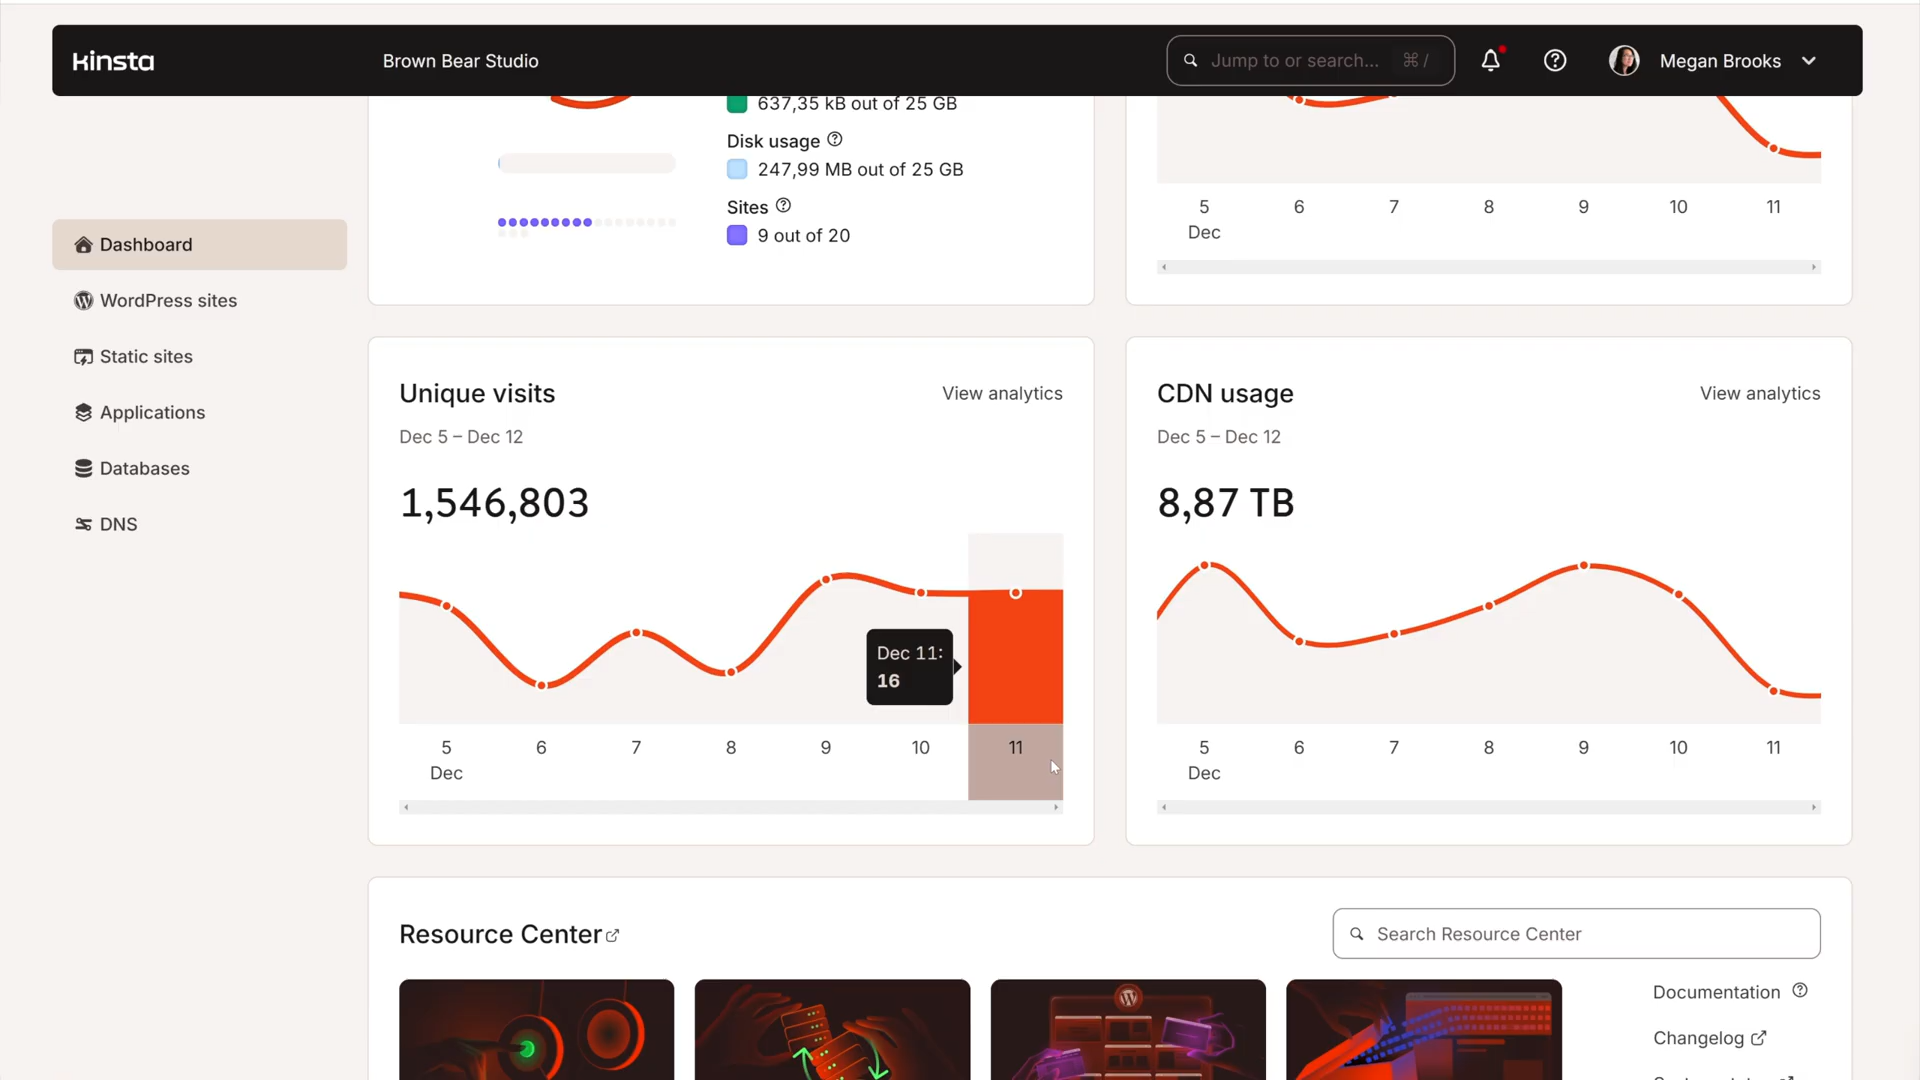 Kinsta
Brown Bear Studio
Jump to or search...
⌘ /
Megan Brooks
637,35 kB out of 25 GB
Disk usage
247,99 MB out of 25 GB
Sites
9 out of 20
5 6 7 8 9 10 11
Dec
Dashboard
WordPress sites
Static sites
Applications
Databases
DNS
Unique visits
View analytics
Dec 5 – Dec 12
1,546,803
Dec 11:
16
5 6 7 8 9 10 11
Dec
CDN usage
View analytics
Dec 5 – Dec 12
8,87 TB
5 6 7 8 9 10 11
Dec
Resource Center
Search Resource Center
Documentation
Changelog